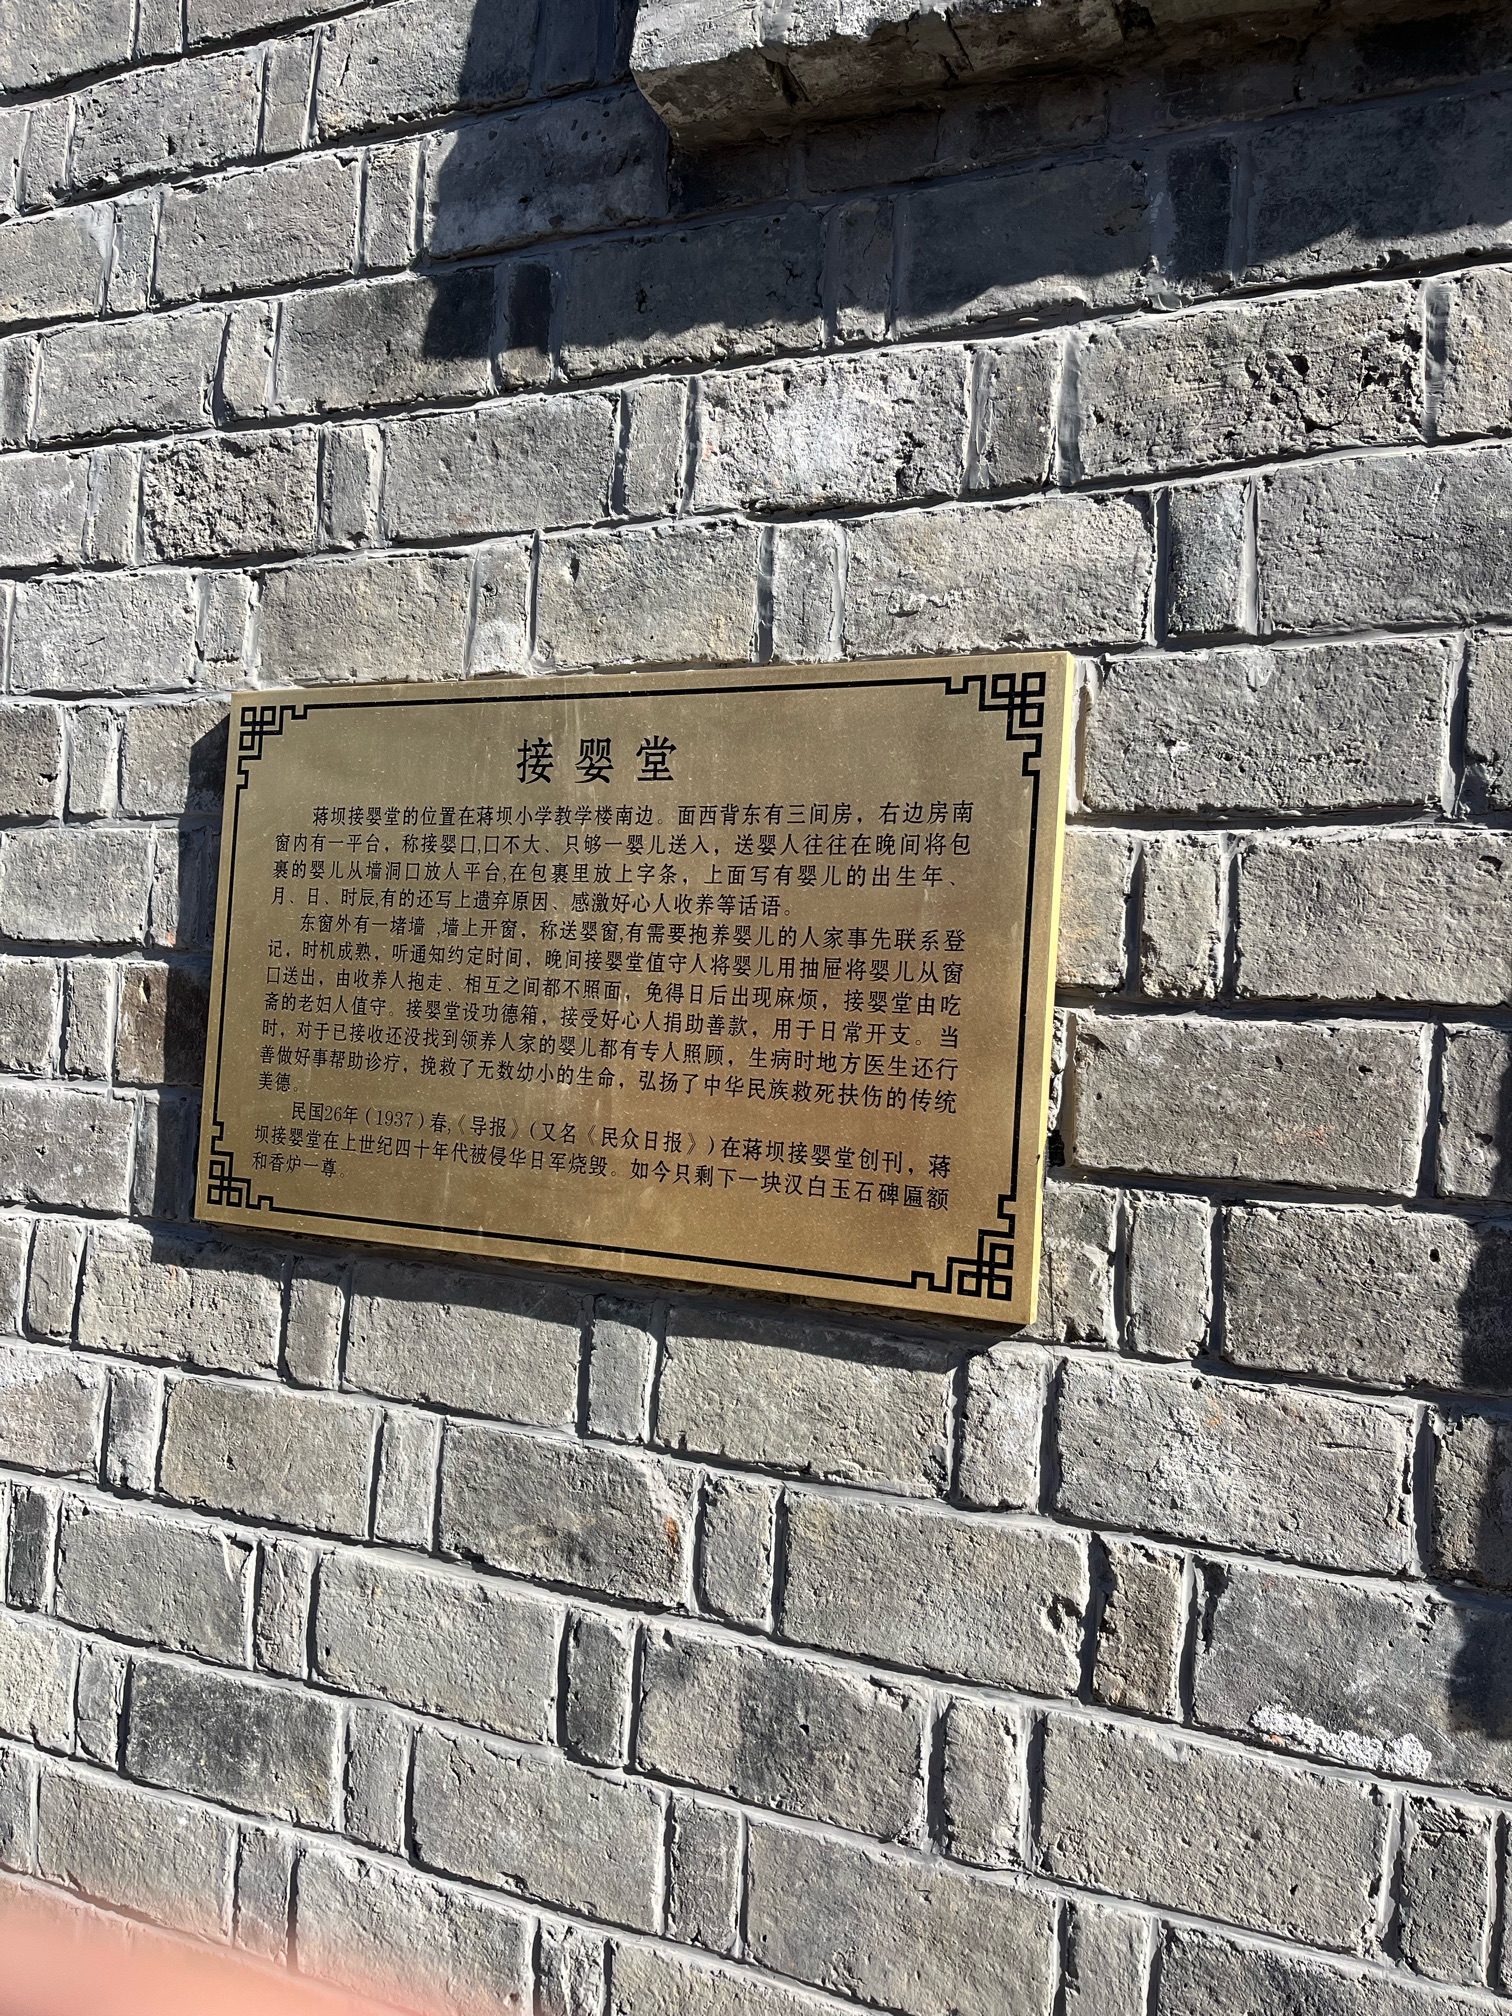 接婴堂
蒋坝接婴堂的位置在蒋坝小学教学楼南边。面西背东有三间房，右边房南
窗内有一平台，称接婴口,口不大、只够一婴儿送入，送婴人往往在晚间将包
裹的婴儿从墙洞口放人平台,在包裹里放上字条，上面写有婴儿的出生年、
月、日、时辰,有的还写上遗弃原因、感激好心人收养等话语。
东窗外有一堵墙 ,墙上开窗，称送婴窗,有需要抱养婴儿的人家事先联系登
记，时机成熟，听通知约定时间，晚间接婴堂值守人将婴儿用抽屉将婴儿从窗
口送出，由收养人抱走、相互之间都不照面，免得日后出现麻烦，接婴堂由吃
斋的老妇人值守。接婴堂设功德箱，接受好心人捐助善款，用于日常开支。当
时，对于已接收还没找到领养人家的婴儿都有专人照顾，生病时地方医生还行
善做好事帮助诊疗，挽救了无数幼小的生命，弘扬了中华民族救死扶伤的传统
美德。
民国26年（1937）春,《导报》（又名《民众日报》）在蒋坝接婴堂创刊，蒋
坝接婴堂在上世纪四十年代被侵华日军烧毁。如今只剩下一块汉白玉石碑匾额
和香炉一尊。